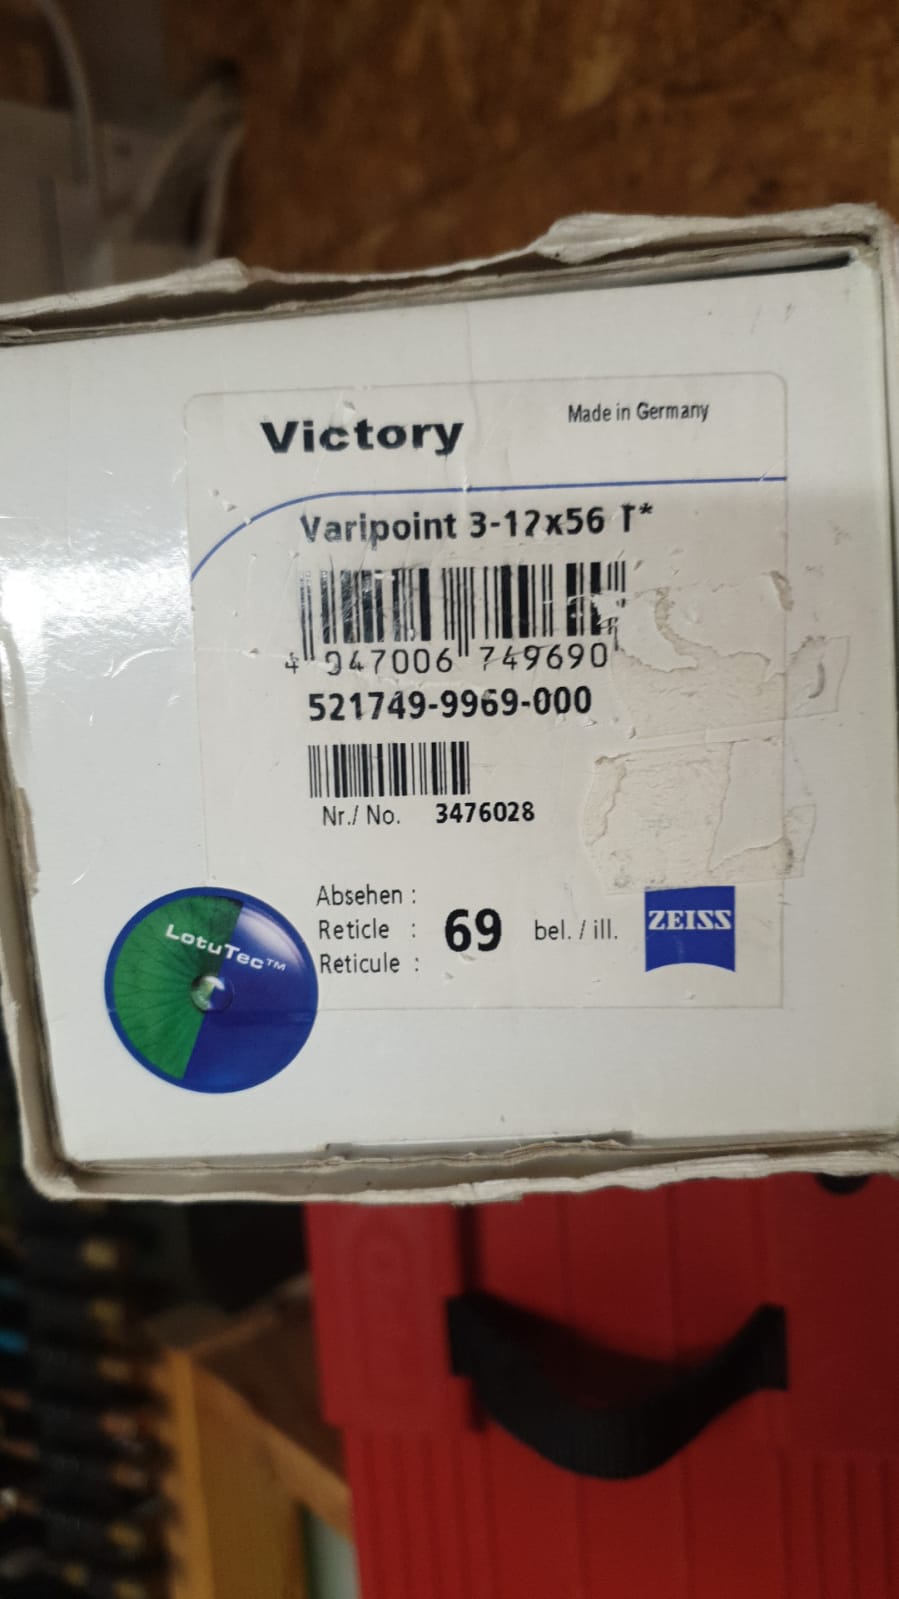 Victory
Made in Germany
Varipoint 3-12x56 T*
4 047006 749690
521749-9969-000
Nr./ No. 3476028
Absehen :
Reticle : 69 bel. / ill.
Reticule :
ZEISS
LotuTec™